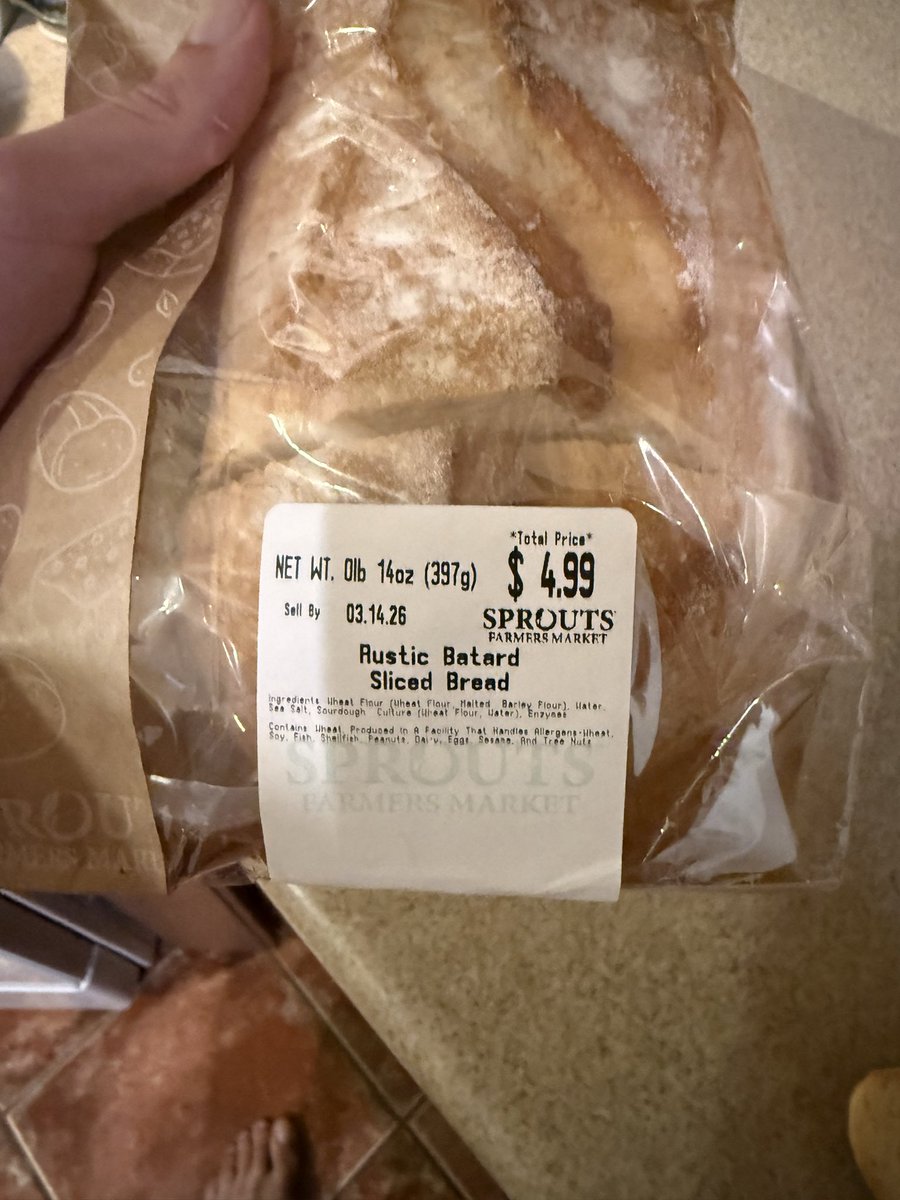 *Total Price*
NET WT. 0lb 14oz (397g) $ 4.99
Sell By 03.14.26
SPROUTS
FARMERS MARKET
Rustic Batard
Sliced Bread
Ingredients Wheat Flour (Wheat Flour, Malted Barley Flour), Water,
Sea Salt, Sourdough Culture (Wheat Flour, Water), Enzymes
Contains Wheat, Produced In A Facility That Handles Allergens-Wheat,
Soy, Fish, Shellfish, Peanuts, Dairy, Eggs, Sesame, And Tree Nuts
SPROUTS
FARMERS MARKET
ROU
MERS MAR